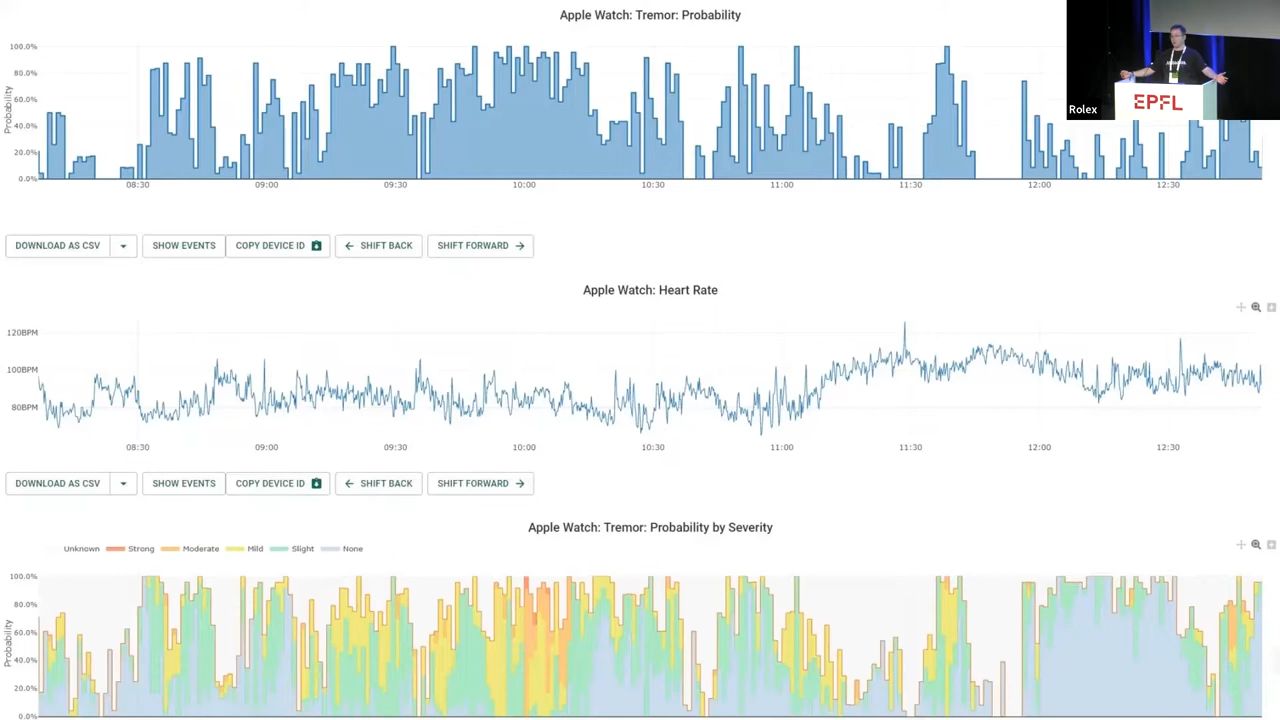 Apple Watch: Tremor: Probability
100.0%
80.0%
60.0%
40.0%
20.0%
0.0%
Probability
08:30 09:00 09:30 10:00 10:30 11:00 11:30 12:00 12:30
Rolex
EPFL
DOWNLOAD AS CSV SHOW EVENTS COPY DEVICE ID SHIFT BACK SHIFT FORWARD
Apple Watch: Heart Rate
120BPM
100BPM
80BPM
08:30 09:00 09:30 10:00 10:30 11:00 11:30 12:00 12:30
DOWNLOAD AS CSV SHOW EVENTS COPY DEVICE ID SHIFT BACK SHIFT FORWARD
Apple Watch: Tremor: Probability by Severity
Unknown Strong Moderate Mild Slight None
100.0%
80.0%
60.0%
40.0%
20.0%
0.0%
Probability